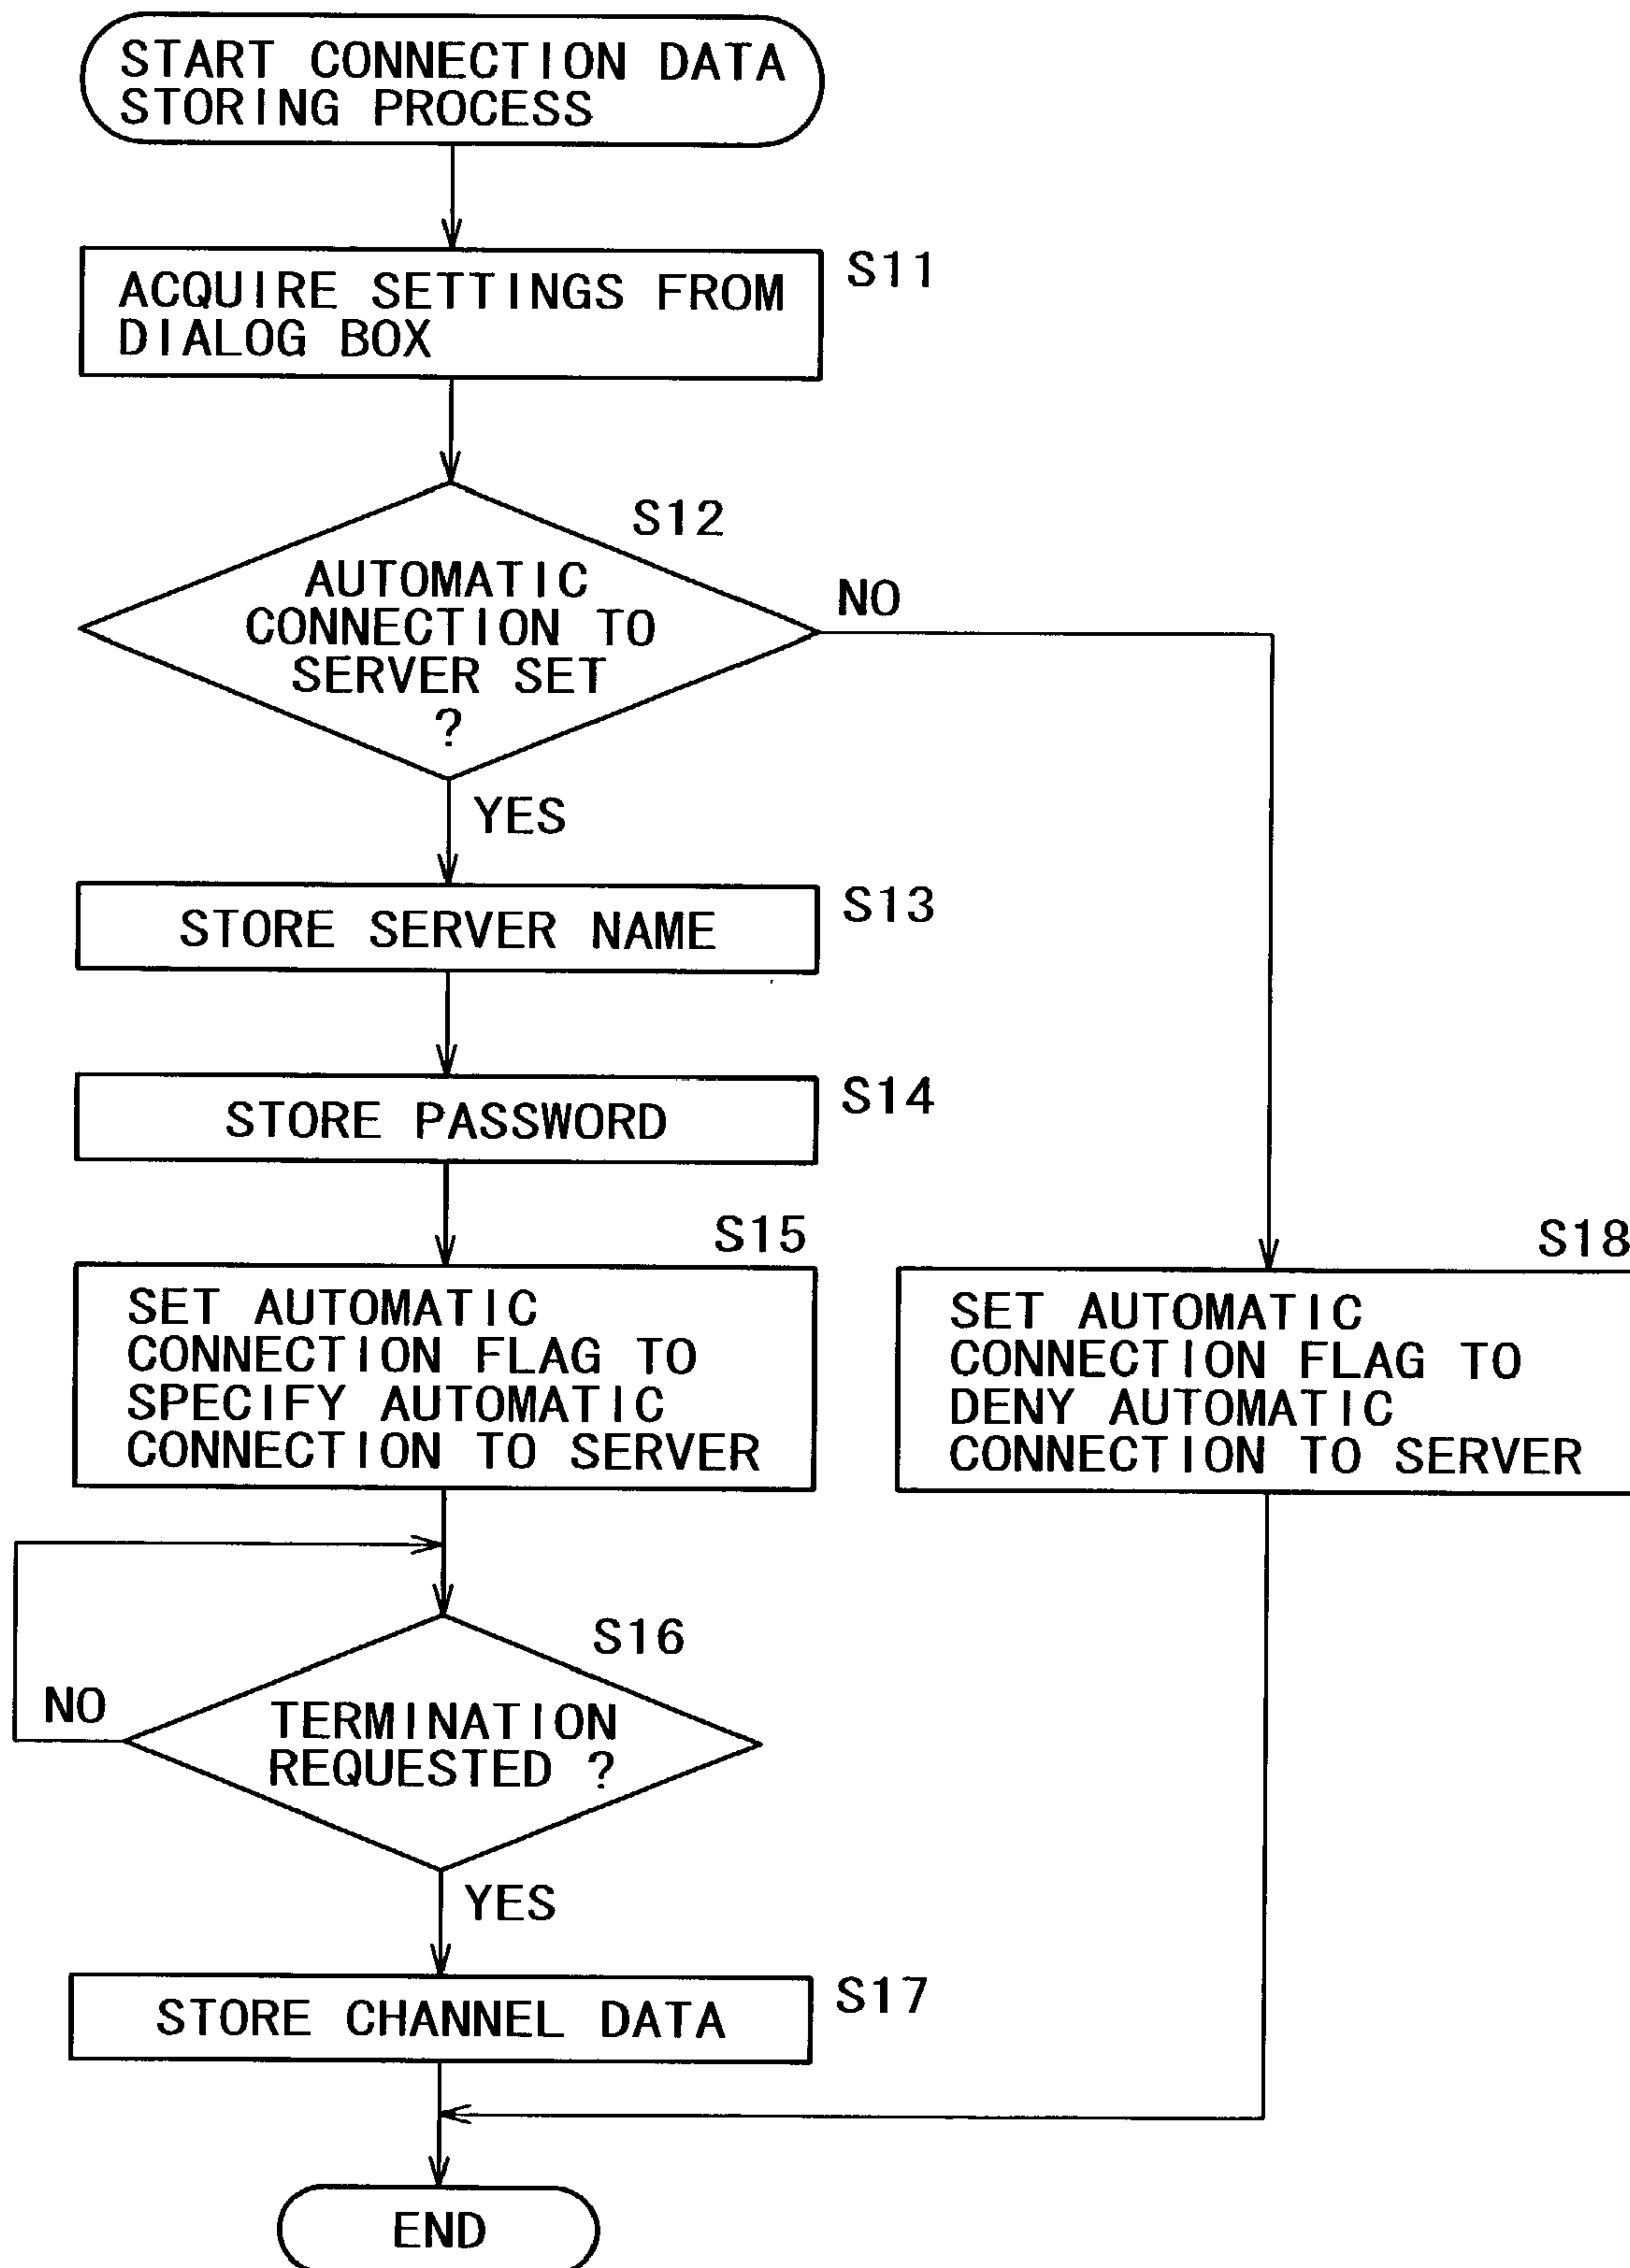 START CONNECTION DATA
STORING PROCESS
S11
ACQUIRE SETTINGS FROM
DIALOG BOX
S12
AUTOMATIC
CONNECTION TO
SERVER SET
?
NO
YES
S13
STORE SERVER NAME
S14
STORE PASSWORD
S15
SET AUTOMATIC
CONNECTION FLAG TO
SPECIFY AUTOMATIC
CONNECTION TO SERVER
S18
SET AUTOMATIC
CONNECTION FLAG TO
DENY AUTOMATIC
CONNECTION TO SERVER
S16
NO
TERMINATION
REQUESTED ?
YES
S17
STORE CHANNEL DATA
END